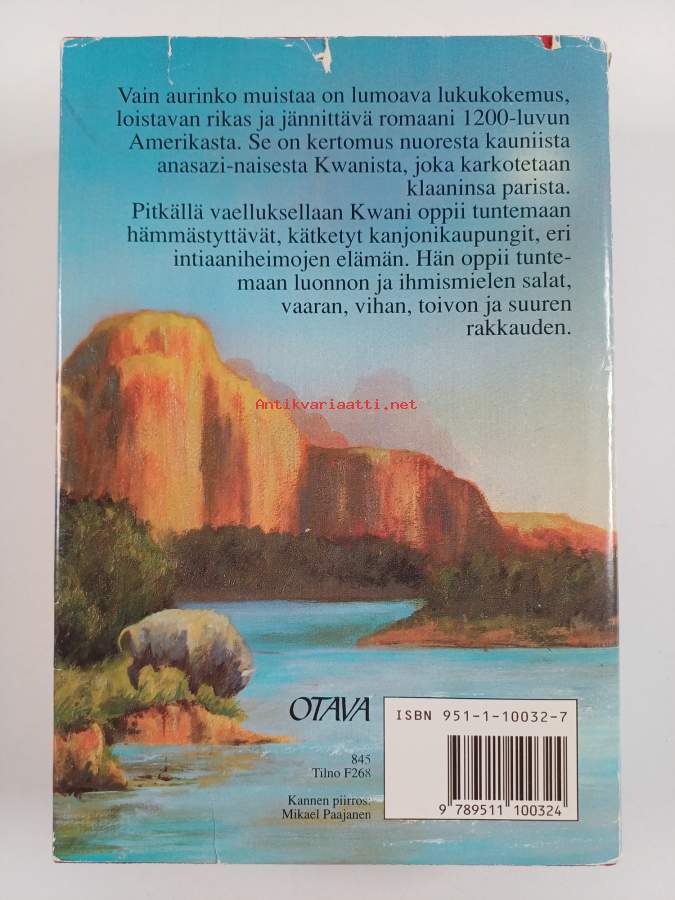 Vain aurinko muistaa on lumoava lukukokemus,
loistavan rikas ja jännittävä romaani 1200-luvun
Amerikasta. Se on kertomus nuoresta kauniista
anasazi-naisesta Kwanista, joka karkotetaan
klaaninsa parista.
Pitkällä vaelluksellaan Kwani oppii tuntemaan
hämmästyttävät, kätketyt kanjonikaupungit, eri
intiaaniheimojen elämän. Hän oppii tunte-
maan luonnon ja ihmismielen salat,
vaaran, vihan, toivon ja suuren
rakkauden.
Antikvariaatti.net
OTAVA
845
Tilno F268
Kannen piirros:
Mikael Paajanen
ISBN 951-1-10032-7
9 789511 100324